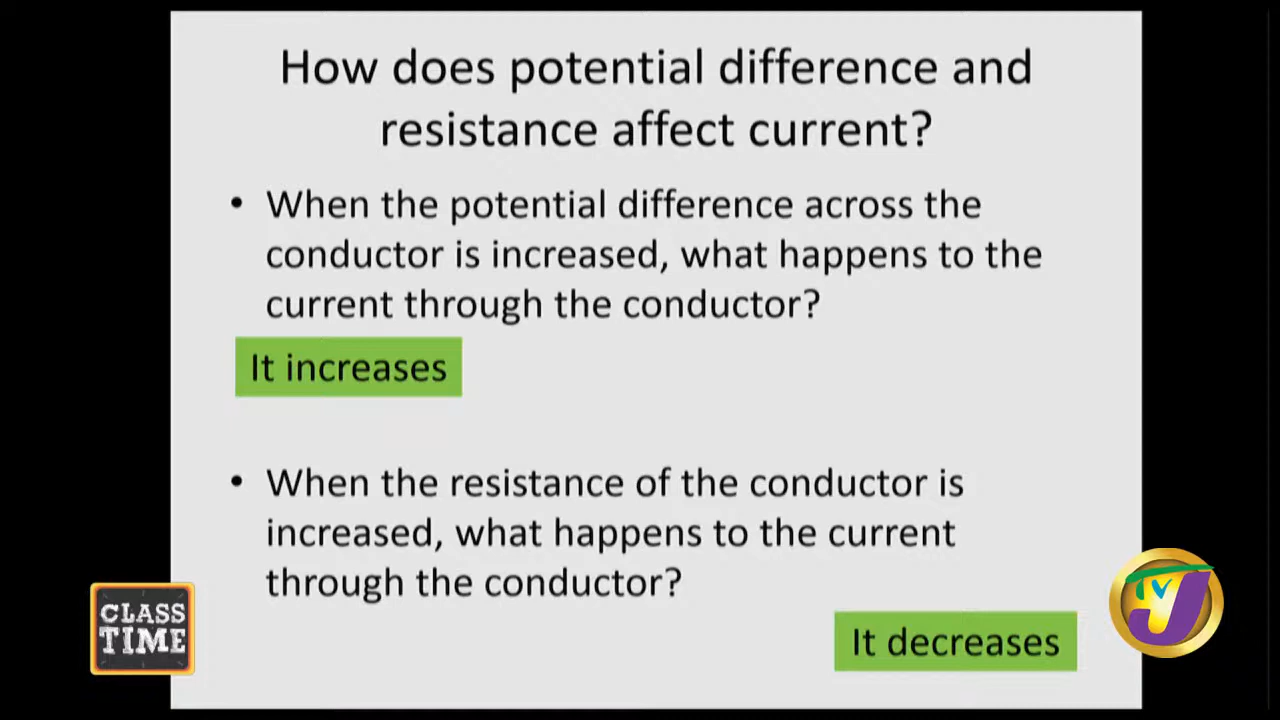 How does potential difference and
resistance affect current?
• When the potential difference across the
conductor is increased, what happens to the
current through the conductor?
It increases
• When the resistance of the conductor is
increased, what happens to the current
through the conductor?
It decreases
CLASS
TIME
TVJ